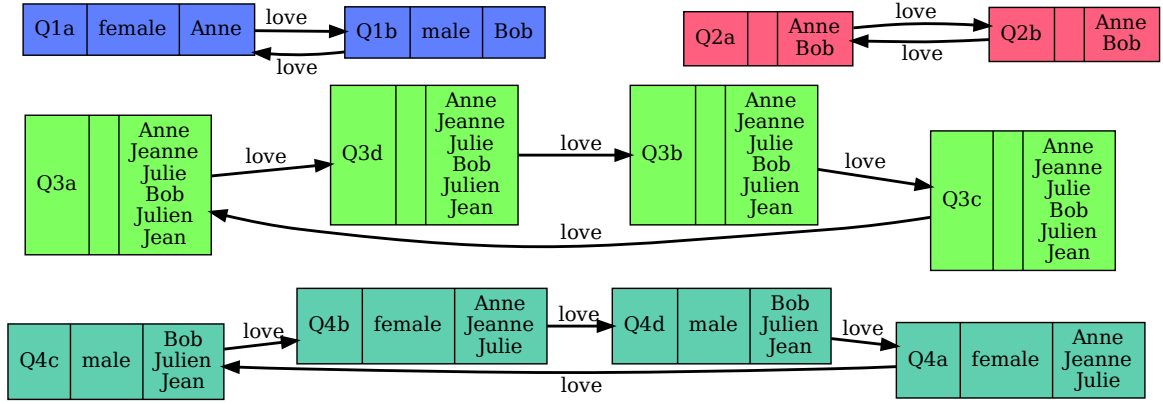 Q1a female Anne
love
love
Q1b male Bob
Q2a
Anne
Bob
love
love
Q2b
Anne
Bob
Q3a
Anne
Jeanne
Julie
Bob
Julien
Jean
love
Q3d
Anne
Jeanne
Julie
Bob
Julien
Jean
love
Q3b
Anne
Jeanne
Julie
Bob
Julien
Jean
love
Q3c
Anne
Jeanne
Julie
Bob
Julien
Jean
love
Q4c male
Bob
Julien
Jean
love
Q4b female
Anne
Jeanne
Julie
love
Q4d male
Bob
Julien
Jean
love
Q4a female
Anne
Jeanne
Julie
love